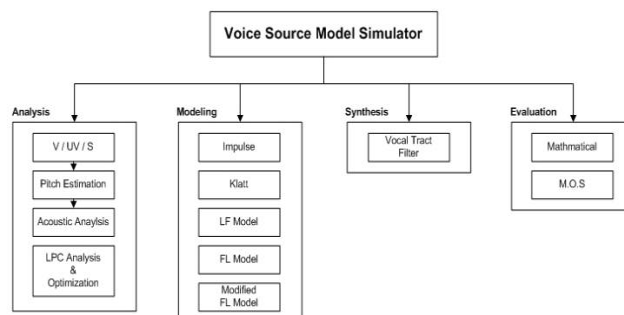 Voice Source Model Simulator
Analysis
V / UV / S
Pitch Estimation
Acoustic Anaylsis
LPC Analysis
&
Optimization
Modeling
Impulse
Klatt
LF Model
FL Model
Modified
FL Model
Synthesis
Vocal Tract
Filter
Evaluation
Mathmatical
M.O.S